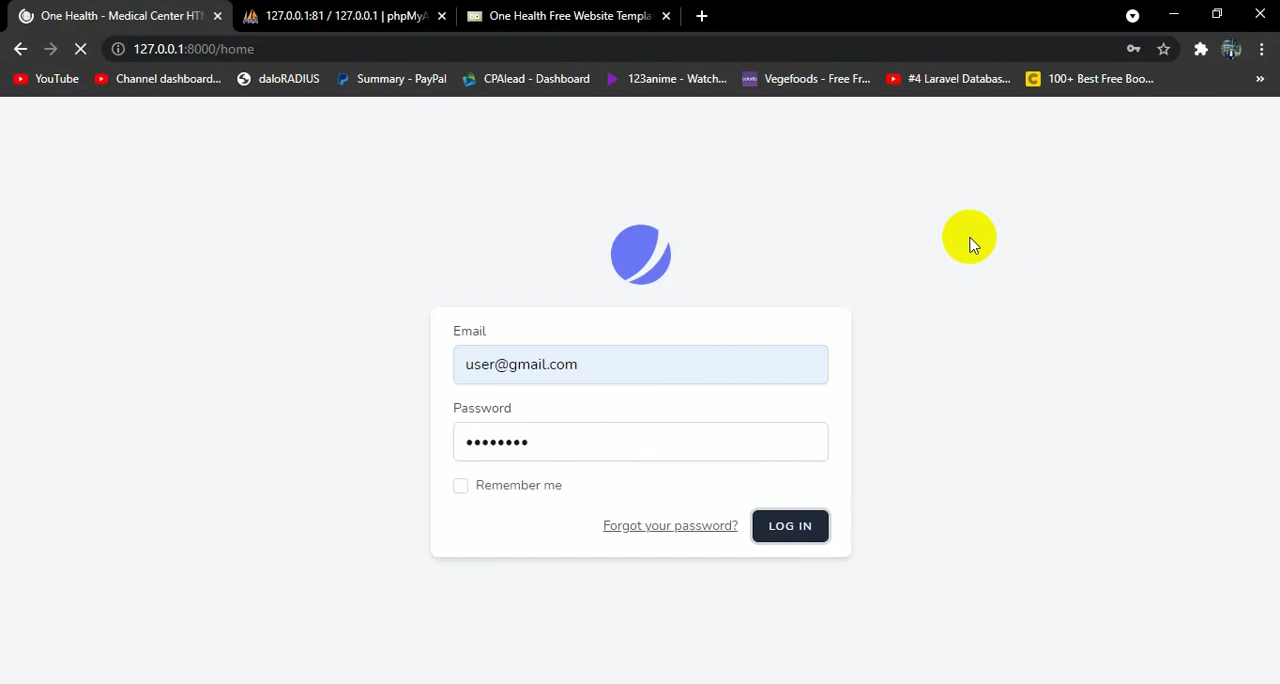 One Health - Medical Center HTM
127.0.0.1:81 / 127.0.0.1 | phpMyA
One Health Free Website Templa
127.0.0.1:8000/home
YouTube
Channel dashboard...
daloRADIUS
Summary - PayPal
CPAlead - Dashboard
123anime - Watch...
Vegefoods - Free Fr...
#4 Laravel Databas...
100+ Best Free Boo...
»
Email
user@gmail.com
Password
••••••••
Remember me
Forgot your password?
LOG IN